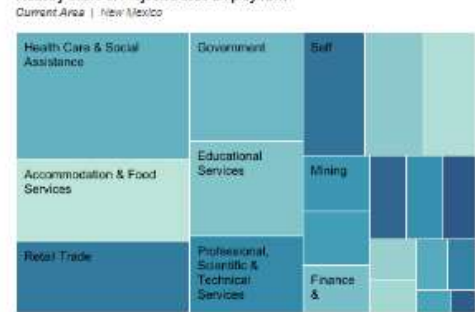 Current Area | New Mexico
Health Care & Social
Assistance
Government
Self
Educational
Services
Mining
Accommodation & Food
Services
Retail Trade
Professional,
Scientific &
Technical
Services
Finance
&